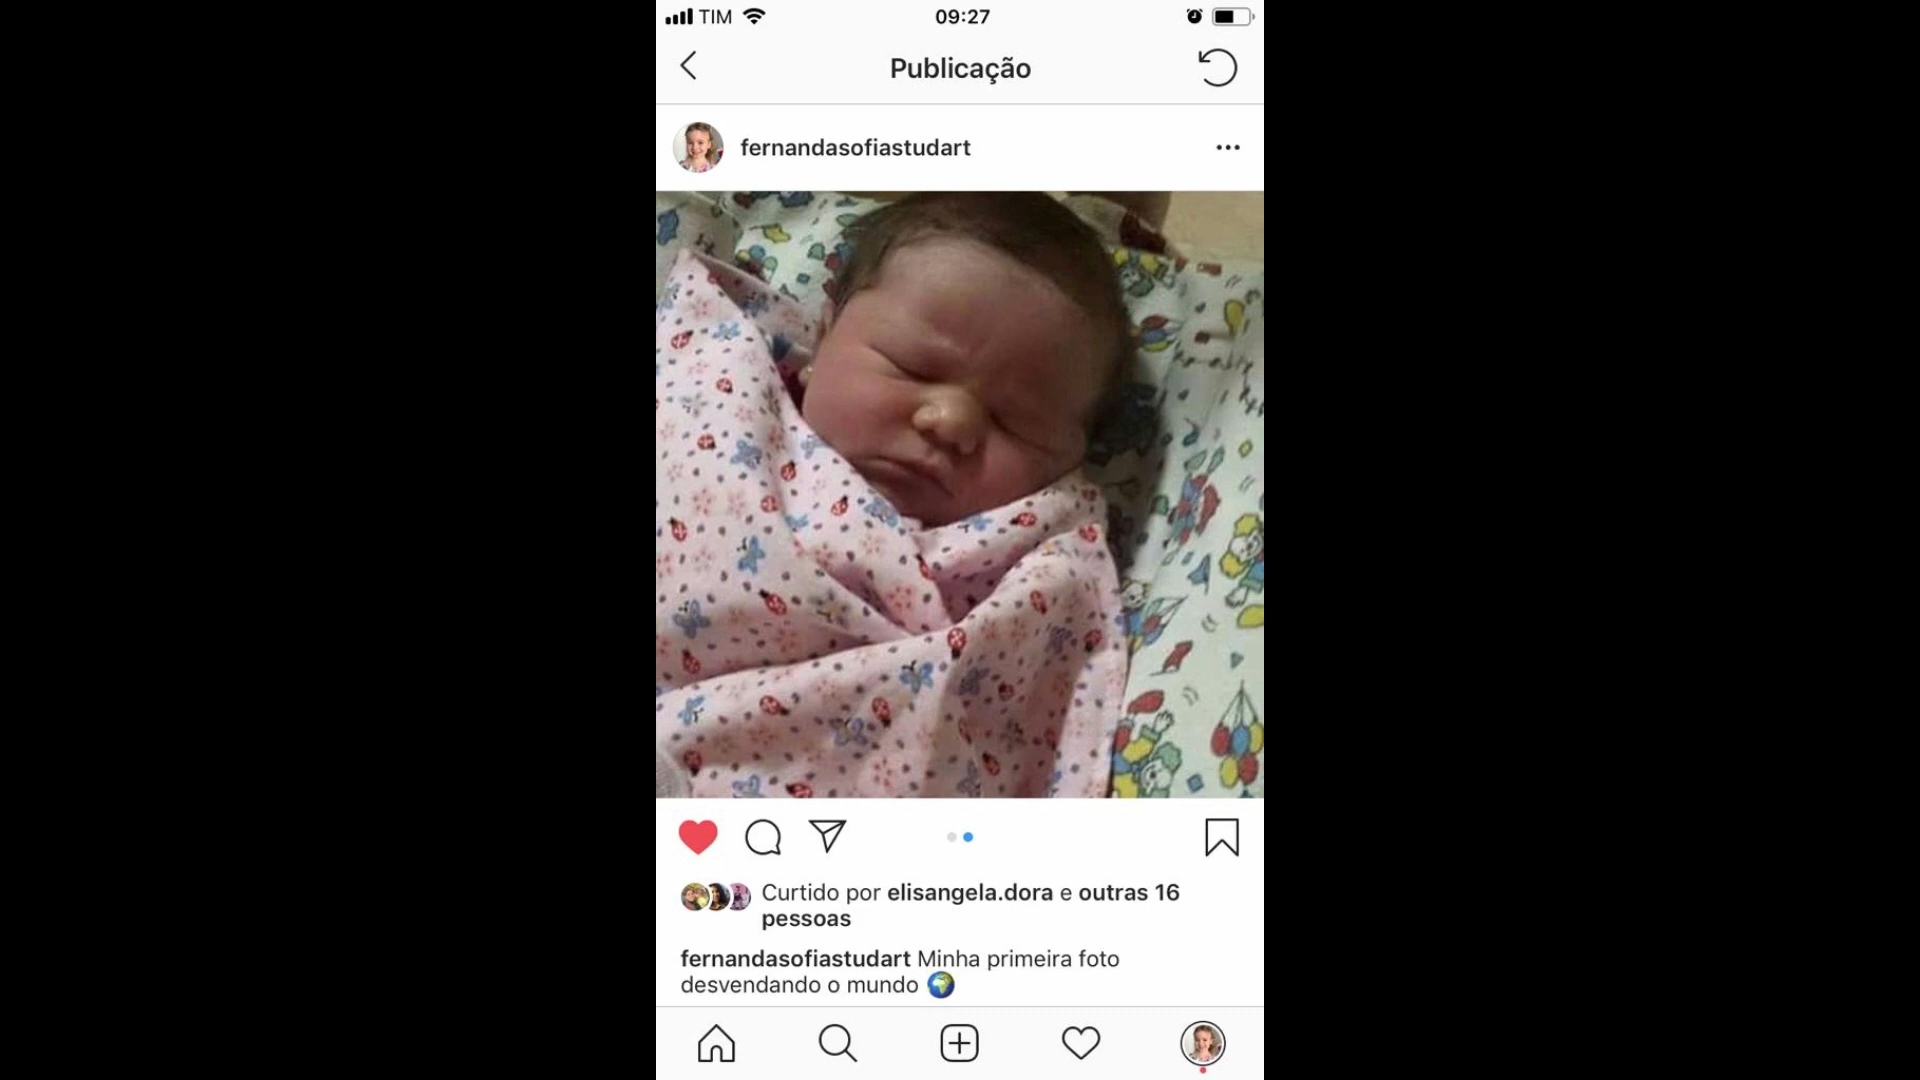 TIM 09:27
Publicação
fernandasofiastudart
Curtido por elisangela.dora e outras 16
pessoas
fernandasofiastudart Minha primeira foto
desvendando o mundo 🌍